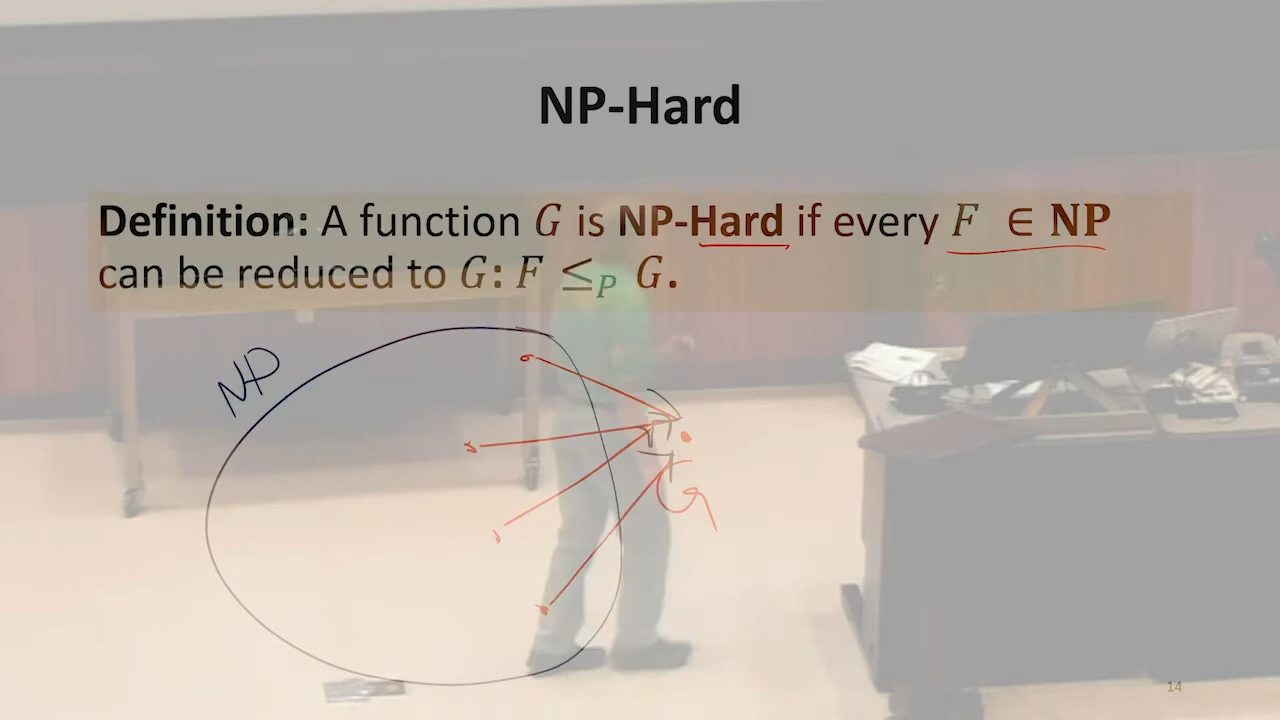 NP-Hard
Definition: A function G is NP-Hard if every F ∈ NP
can be reduced to G: F ≤P G.
NP
G
14